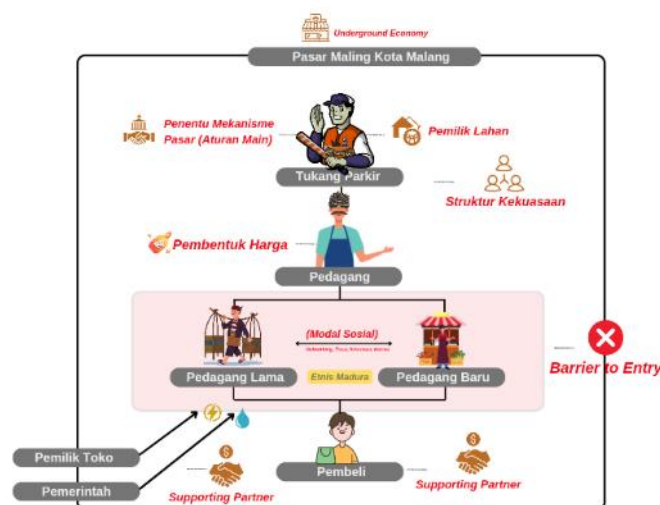 Underground Economy
Pasar Maling Kota Malang
Penentu Mekanisme
Pasar (Aturan Main)
Pemilik Lahan
Tukang Parkir
Struktur Kekuasaan
Pembentuk Harga
Pedagang
(Modal Sosial)
Pedagang Lama
Etnis Madura
Pedagang Baru
Barrier to Entry
Pemilik Toko
Pemerintah
Pembeli
Supporting Partner
Supporting Partner